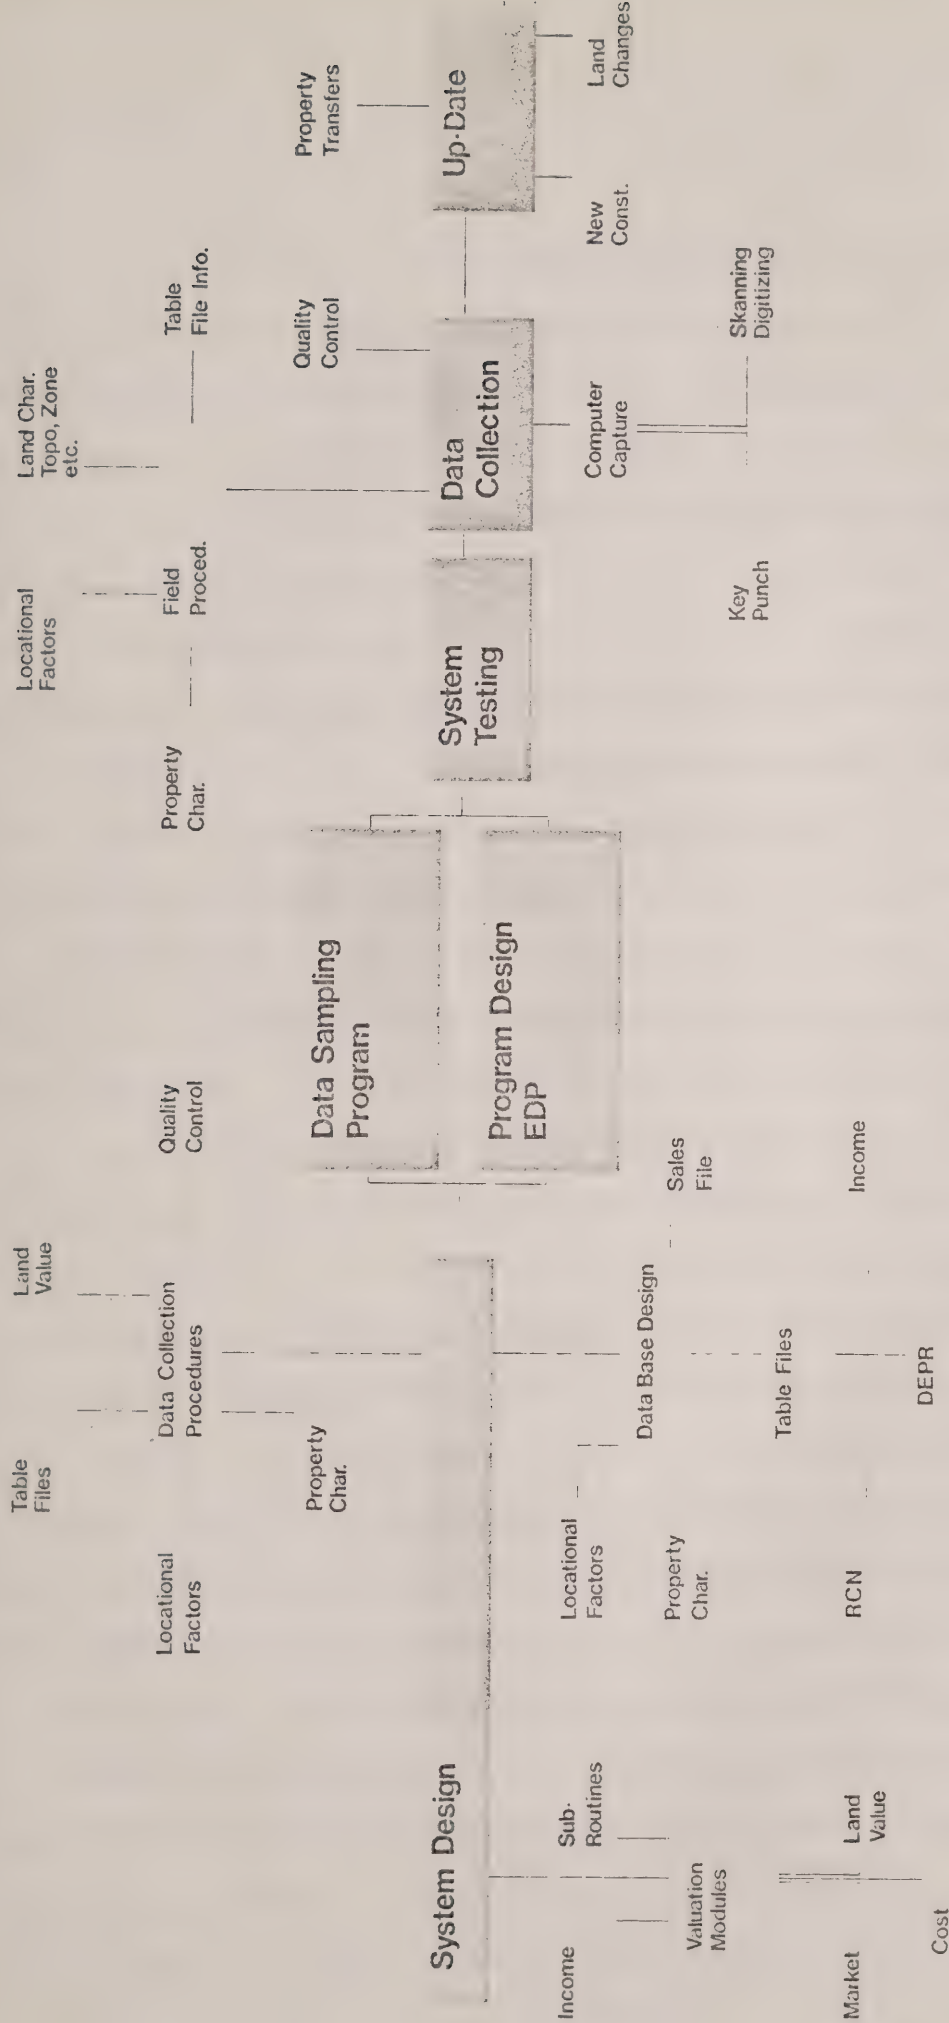 Table
Files
Land
Value
Locational
Factors
Land Char.
Topo, Zone
etc.
Locational
Factors
Data Collection
Procedures
Quality
Control
Property
Char.
Field
Proced.
Table
File Info.
Property
Char.
Data Sampling
Program
Quality
Control
Property
Transfers
System Design
Program Design
EDP
System
Testing
Data
Collection
Up-Date
Income
Sub-
Routines
Locational
Factors
Data Base Design
Sales
File
Computer
Capture
New
Const.
Land
Changes
Valuation
Modules
Property
Char.
Table Files
Key
Punch
Skanning
Digitizing
Market
Land
Value
RCN
Income
Cost
DEPR